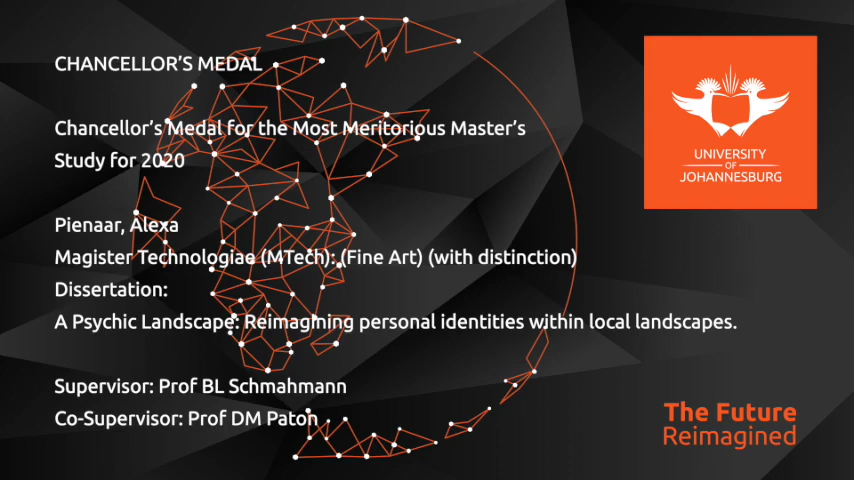 CHANCELLOR'S MEDAL
Chancellor's Medal for the Most Meritorious Master's
Study for 2020
Pienaar, Alexa
Magister Technologiae (MTech): (Fine Art) (with distinction)
Dissertation:
A Psychic Landscape: Reimagining personal identities within local landscapes.
Supervisor: Prof BL Schmahmann
Co-Supervisor: Prof DM Paton
UNIVERSITY
OF
JOHANNESBURG
The Future
Reimagined